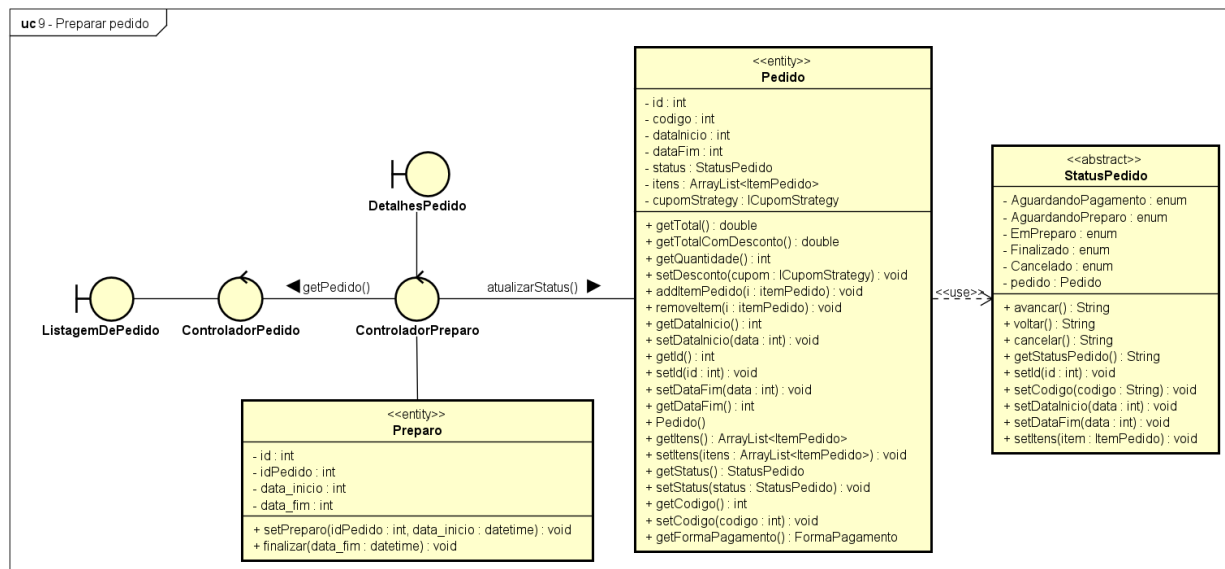 uc 9 - Preparar pedido
ListagemDePedido
ControladorPedido
◀ getPedido()
DetalhesPedido
ControladorPreparo
atualizarStatus() ▶
<<entity>>
Preparo
- id : int
- idPedido : int
- data_inicio : int
- data_fim : int
+ setPreparo(idPedido : int, data_inicio : datetime) : void
+ finalizar(data_fim : datetime) : void
<<entity>>
Pedido
- id : int
- codigo : int
- dataInicio : int
- dataFim : int
- status : StatusPedido
- itens : ArrayList<ItemPedido>
- cupomStrategy : ICupomStrategy
+ getTotal() : double
+ getTotalComDesconto() : double
+ getQuantidade() : int
+ setDesconto(cupom : ICupomStrategy) : void
+ addItemPedido(i : itemPedido) : void
+ removeItem(i : itemPedido) : void
+ getDataInicio() : int
+ setDataInicio(data : int) : void
+ getId() : int
+ setId(id : int) : void
+ setDataFim(data : int) : void
+ getDataFim() : int
+ Pedido()
+ getItens() : ArrayList<ItemPedido>
+ setItens(itens : ArrayList<ItemPedido>) : void
+ getStatus() : StatusPedido
+ setStatus(status : StatusPedido) : void
+ getCodigo() : int
+ setCodigo(codigo : int) : void
+ getFormaPagamento() : FormaPagamento
<<use>>
<<abstract>>
StatusPedido
- AguardandoPagamento : enum
- AguardandoPreparo : enum
- EmPreparo : enum
- Finalizado : enum
- Cancelado : enum
- pedido : Pedido
+ avancar() : String
+ voltar() : String
+ cancelar() : String
+ getStatusPedido() : String
+ setId(id : int) : void
+ setCodigo(codigo : String) : void
+ setDataInicio(data : int) : void
+ setDataFim(data : int) : void
+ setItens(item : ItemPedido) : void